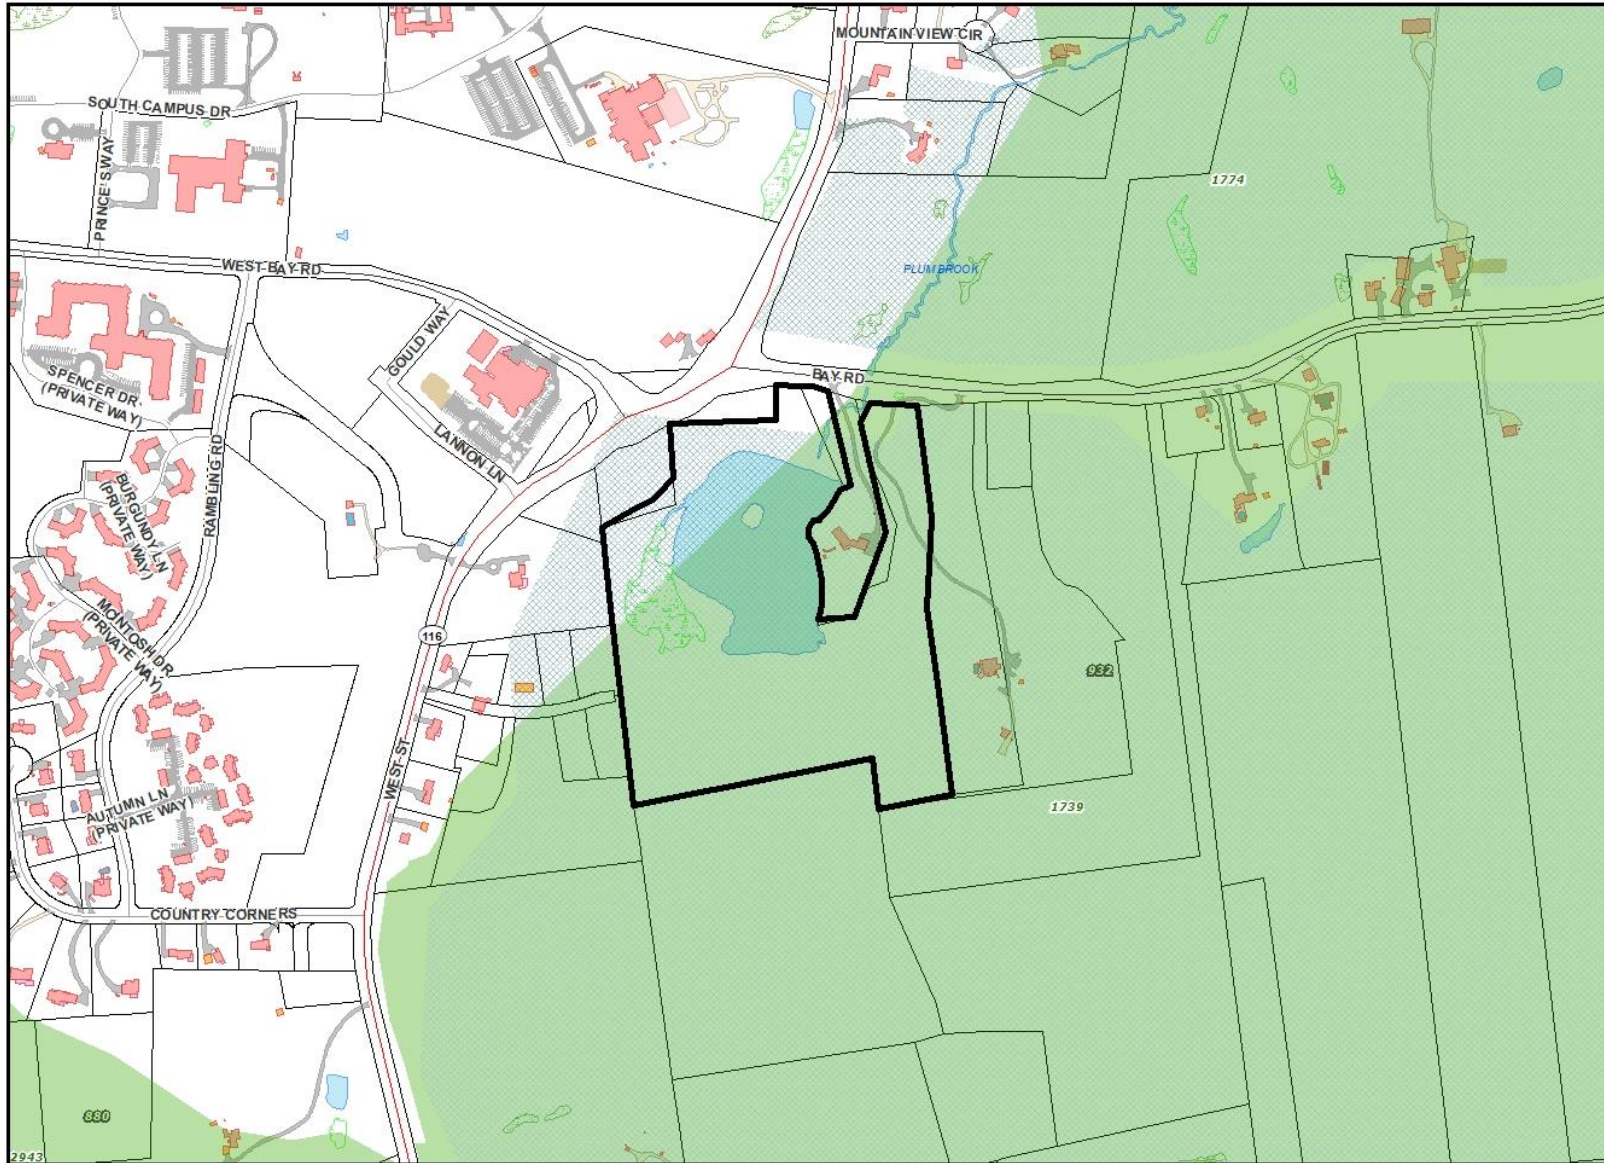 MOUNTAIN VIEW CIR
SOUTH CAMPUS DR
PRINCE'S WAY
1774
WEST BAY RD
PLUM BROOK
GOULD WAY
SPENCER DR
(PRIVATE WAY)
BAY RD
LANNON LN
RAMBLING RD
BURGUNDY LN
(PRIVATE WAY)
MONTOSH DR
(PRIVATE WAY)
116
932
WEST ST
AUTUMN LN
(PRIVATE WAY)
1739
COUNTRY CORNERS
880
2943